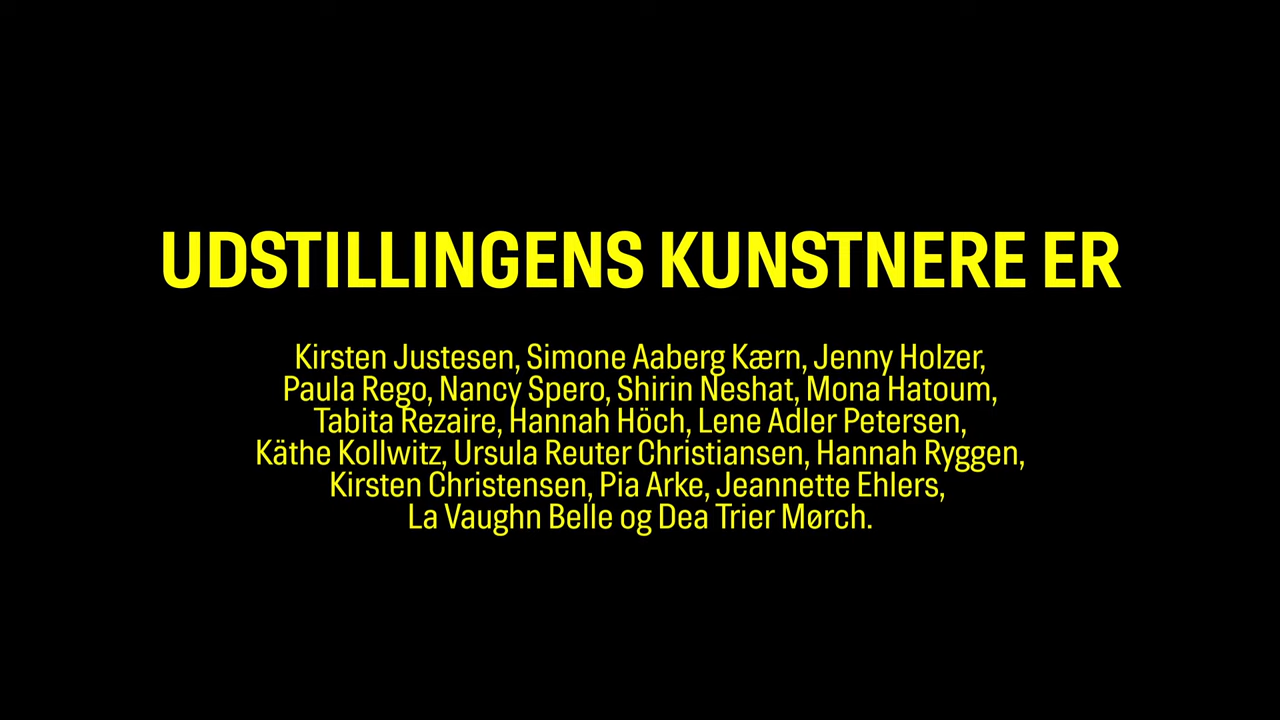 UDSTILLINGENS KUNSTNERE ER
Kirsten Justesen, Simone Aaberg Kærn, Jenny Holzer,
Paula Rego, Nancy Spero, Shirin Neshat, Mona Hatoum,
Tabita Rezaire, Hannah Höch, Lene Adler Petersen,
Käthe Kollwitz, Ursula Reuter Christiansen, Hannah Ryggen,
Kirsten Christensen, Pia Arke, Jeannette Ehlers,
La Vaughn Belle og Dea Trier Mørch.